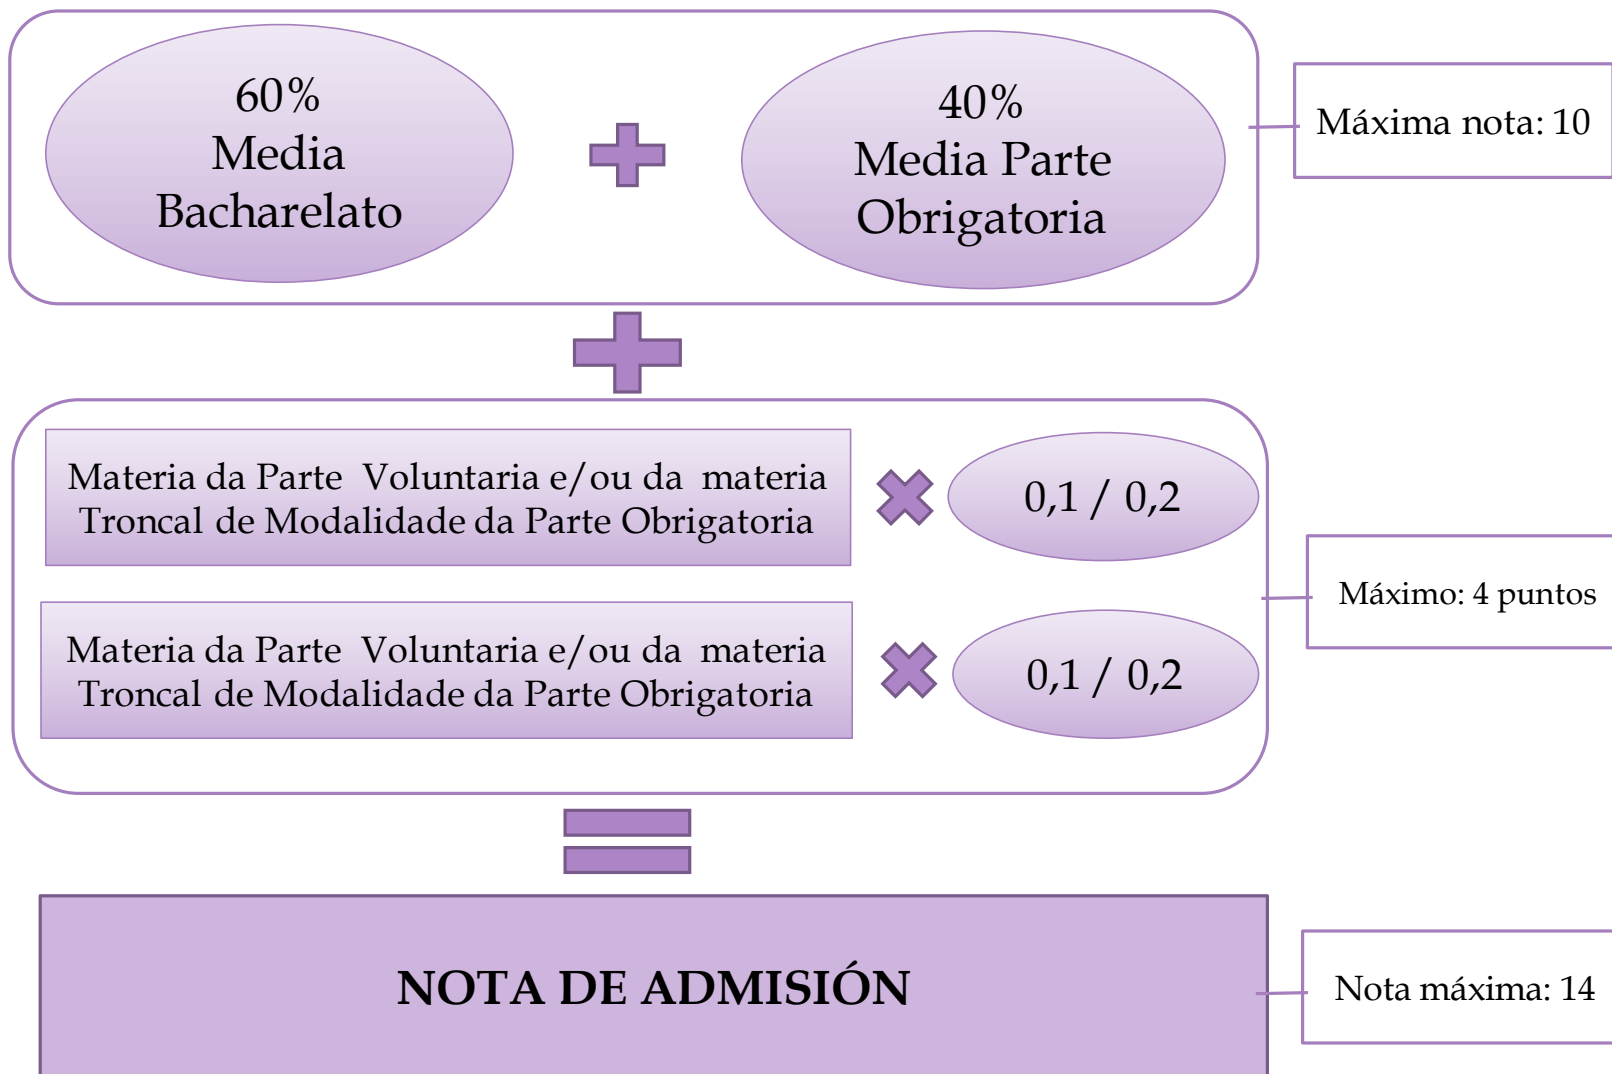 60%
Media
Bacharelato
40%
Media Parte
Obrigatoria
Máxima nota: 10
Materia da Parte Voluntaria e/ou da materia
Troncal de Modalidade da Parte Obrigatoria
0,1 / 0,2
Materia da Parte Voluntaria e/ou da materia
Troncal de Modalidade da Parte Obrigatoria
0,1 / 0,2
Máximo: 4 puntos
NOTA DE ADMISIÓN
Nota máxima: 14